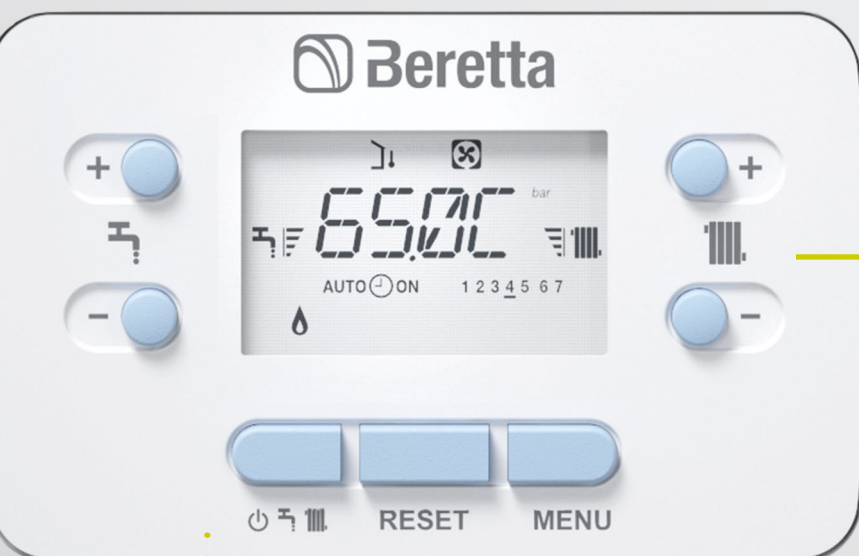 Beretta
+
+
65.0C bar
AUTO ON 1 2 3 4 5 6 7
-
-
RESET MENU